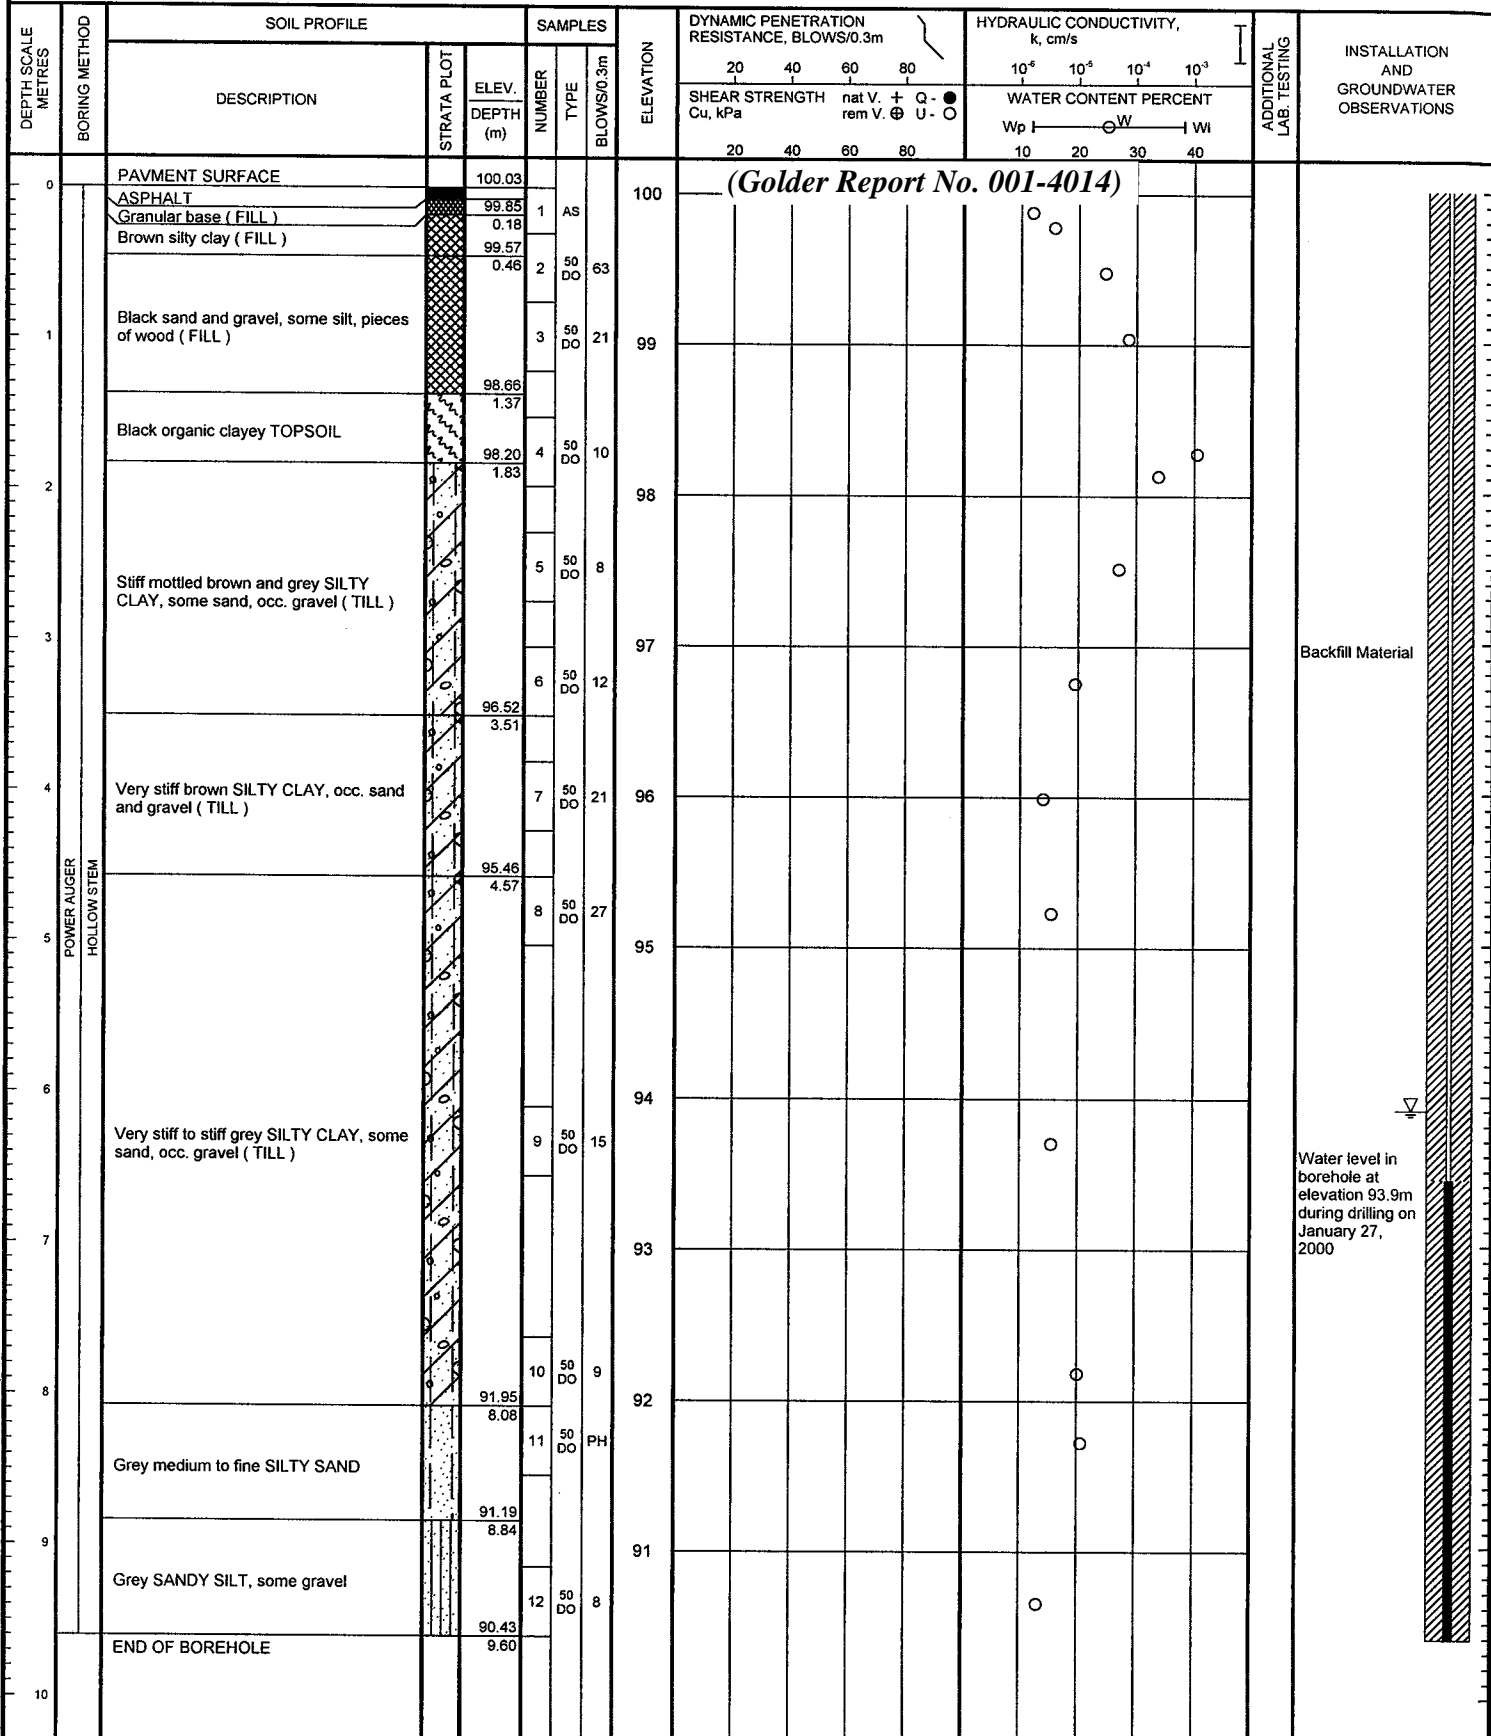 DEPTH SCALE
METRES
BORING METHOD
SOIL PROFILE
DESCRIPTION
STRATA PLOT
ELEV.
DEPTH
(m)
SAMPLES
NUMBER
TYPE
BLOWS/0.3m
ELEVATION
DYNAMIC PENETRATION
RESISTANCE, BLOWS/0.3m
20 40 60 80
SHEAR STRENGTH nat V. + Q - ●
Cu, kPa rem V. ⊕ U - O
20 40 60 80
HYDRAULIC CONDUCTIVITY,
k, cm/s
10⁻⁶ 10⁻⁵ 10⁻⁴ 10⁻³
WATER CONTENT PERCENT
Wp W Wl
10 20 30 40
ADDITIONAL
LAB. TESTING
INSTALLATION
AND
GROUNDWATER
OBSERVATIONS
(Golder Report No. 001-4014)
0
PAVMENT SURFACE 100.03
100
ASPHALT
99.85
Granular base ( FILL )
0.18
1 AS
Brown silty clay ( FILL )
99.57
0.46
2 50 DO 63
Black sand and gravel, some silt, pieces
of wood ( FILL )
1
3 50 DO 21
99
98.66
1.37
Black organic clayey TOPSOIL
98.20
1.83
4 50 DO 10
2
98
5 50 DO 8
Stiff mottled brown and grey SILTY
CLAY, some sand, occ. gravel ( TILL )
3
97
Backfill Material
6 50 DO 12
96.52
3.51
Very stiff brown SILTY CLAY, occ. sand
and gravel ( TILL )
4
7 50 DO 21
96
POWER AUGER
HOLLOW STEM
95.46
4.57
8 50 DO 27
5
95
6
94
Very stiff to stiff grey SILTY CLAY, some
sand, occ. gravel ( TILL )
9 50 DO 15
Water level in
borehole at
elevation 93.9m
during drilling on
January 27,
2000
7
93
10 50 DO 9
8
91.95
8.08
92
11 50 DO PH
Grey medium to fine SILTY SAND
91.19
8.84
9
91
Grey SANDY SILT, some gravel
12 50 DO 8
90.43
END OF BOREHOLE 9.60
10